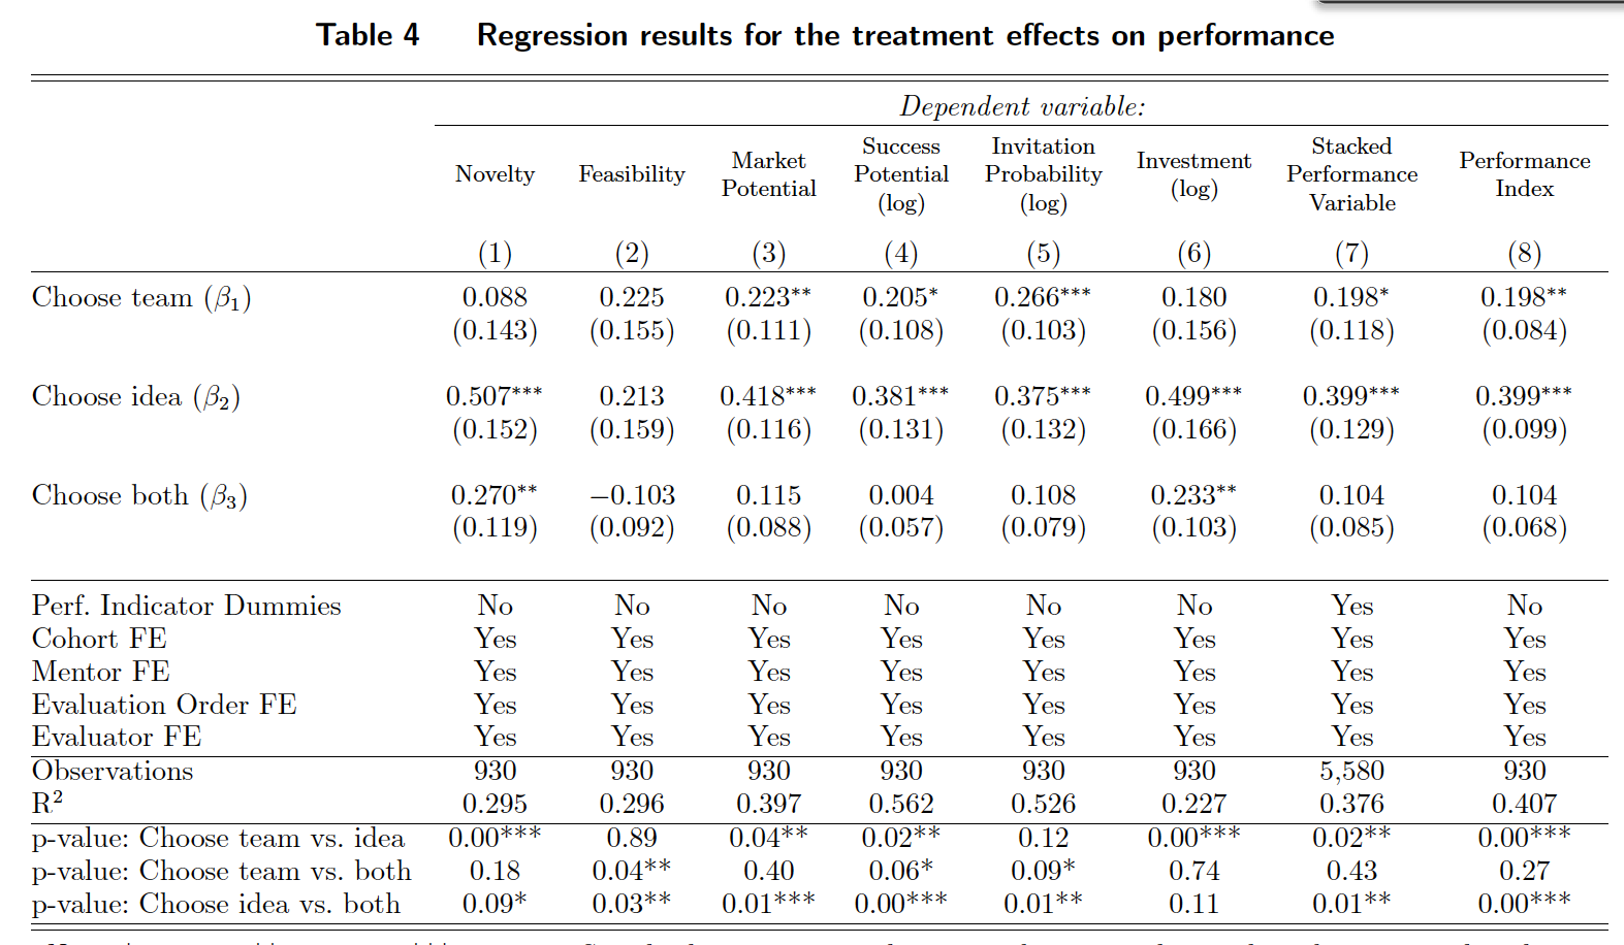 Table 4 Regression results for the treatment effects on performance
Dependent variable:
Novelty Feasibility Market Potential Success Potential (log) Invitation Probability (log) Investment (log) Stacked Performance Variable Performance Index
(1) (2) (3) (4) (5) (6) (7) (8)
Choose team (β₁) 0.088 0.225 0.223** 0.205* 0.266*** 0.180 0.198* 0.198**
(0.143) (0.155) (0.111) (0.108) (0.103) (0.156) (0.118) (0.084)
Choose idea (β₂) 0.507*** 0.213 0.418*** 0.381*** 0.375*** 0.499*** 0.399*** 0.399***
(0.152) (0.159) (0.116) (0.131) (0.132) (0.166) (0.129) (0.099)
Choose both (β₃) 0.270** −0.103 0.115 0.004 0.108 0.233** 0.104 0.104
(0.119) (0.092) (0.088) (0.057) (0.079) (0.103) (0.085) (0.068)
Perf. Indicator Dummies No No No No No No Yes No
Cohort FE Yes Yes Yes Yes Yes Yes Yes Yes
Mentor FE Yes Yes Yes Yes Yes Yes Yes Yes
Evaluation Order FE Yes Yes Yes Yes Yes Yes Yes Yes
Evaluator FE Yes Yes Yes Yes Yes Yes Yes Yes
Observations 930 930 930 930 930 930 5,580 930
R² 0.295 0.296 0.397 0.562 0.526 0.227 0.376 0.407
p-value: Choose team vs. idea 0.00*** 0.89 0.04** 0.02** 0.12 0.00*** 0.02** 0.00***
p-value: Choose team vs. both 0.18 0.04** 0.40 0.06* 0.09* 0.74 0.43 0.27
p-value: Choose idea vs. both 0.09* 0.03** 0.01*** 0.00*** 0.01** 0.11 0.01** 0.00***